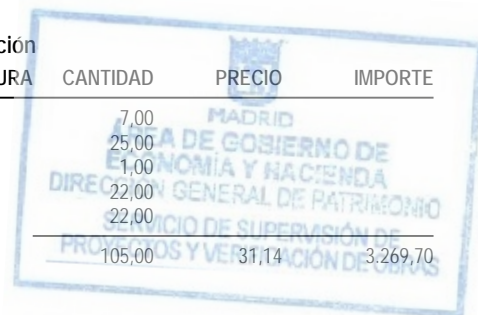 ción
URA CANTIDAD PRECIO IMPORTE
MADRID
7,00
ÁREA DE GOBIERNO DE
25,00
ECONOMÍA Y HACIENDA
1,00
DIRECCIÓN GENERAL DE PATRIMONIO
22,00
22,00
SERVICIO DE SUPERVISIÓN DE
PROYECTOS Y VERIFICACIÓN DE OBRAS
105,00 31,14 3.269,70